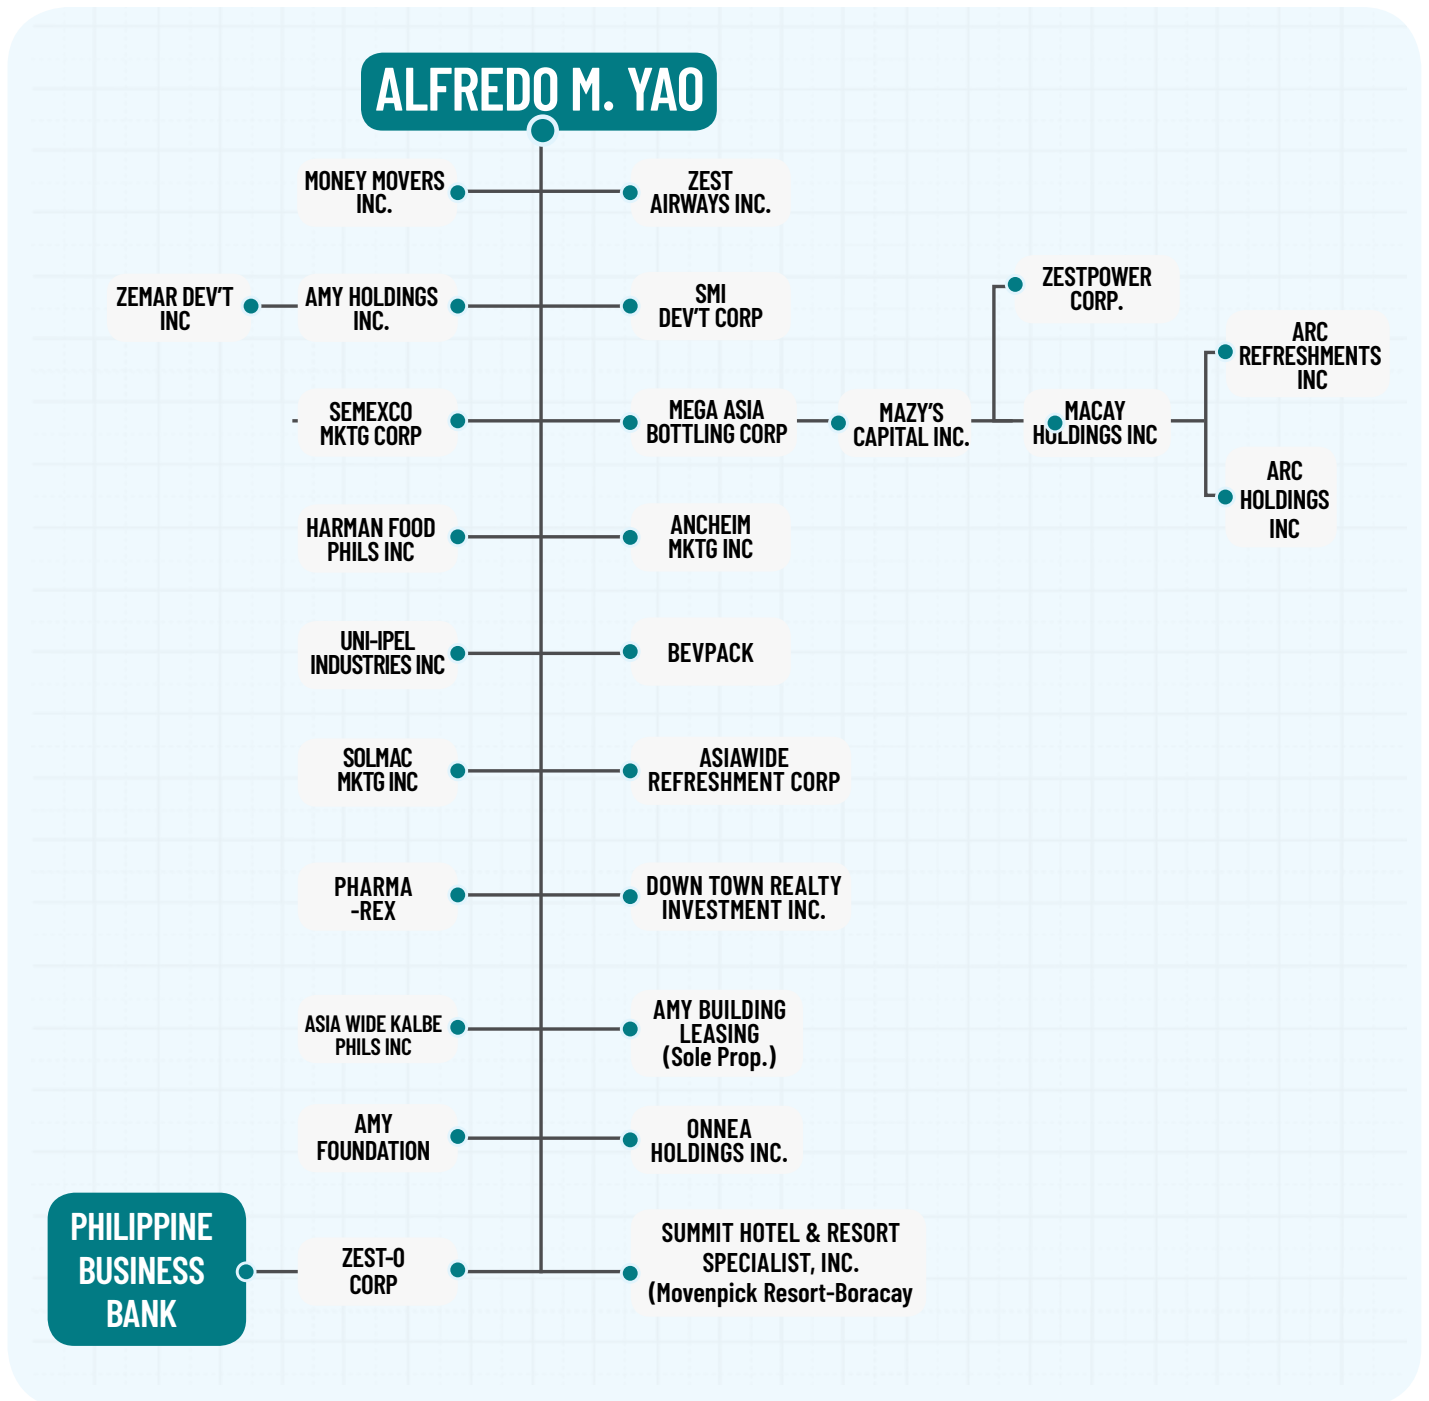 ALFREDO M. YAO
MONEY MOVERS
INC.
ZEST
AIRWAYS INC.
ZEMAR DEV'T
INC
AMY HOLDINGS
INC.
SMI
DEV'T CORP
ZESTPOWER
CORP.
ARC
REFRESHMENTS
INC
SEMEXCO
MKTG CORP
MEGA ASIA
BOTTLING CORP
MAZY'S
CAPITAL INC.
MACAY
HOLDINGS INC
ARC
HOLDINGS
INC
HARMAN FOOD
PHILS INC
ANCHEIM
MKTG INC
UNI-IPEL
INDUSTRIES INC
BEVPACK
SOLMAC
MKTG INC
ASIAWIDE
REFRESHMENT CORP
PHARMA
-REX
DOWN TOWN REALTY
INVESTMENT INC.
ASIA WIDE KALBE
PHILS INC
AMY BUILDING
LEASING
(Sole Prop.)
AMY
FOUNDATION
ONNEA
HOLDINGS INC.
PHILIPPINE
BUSINESS
BANK
ZEST-O
CORP
SUMMIT HOTEL & RESORT
SPECIALIST, INC.
(Movenpick Resort-Boracay